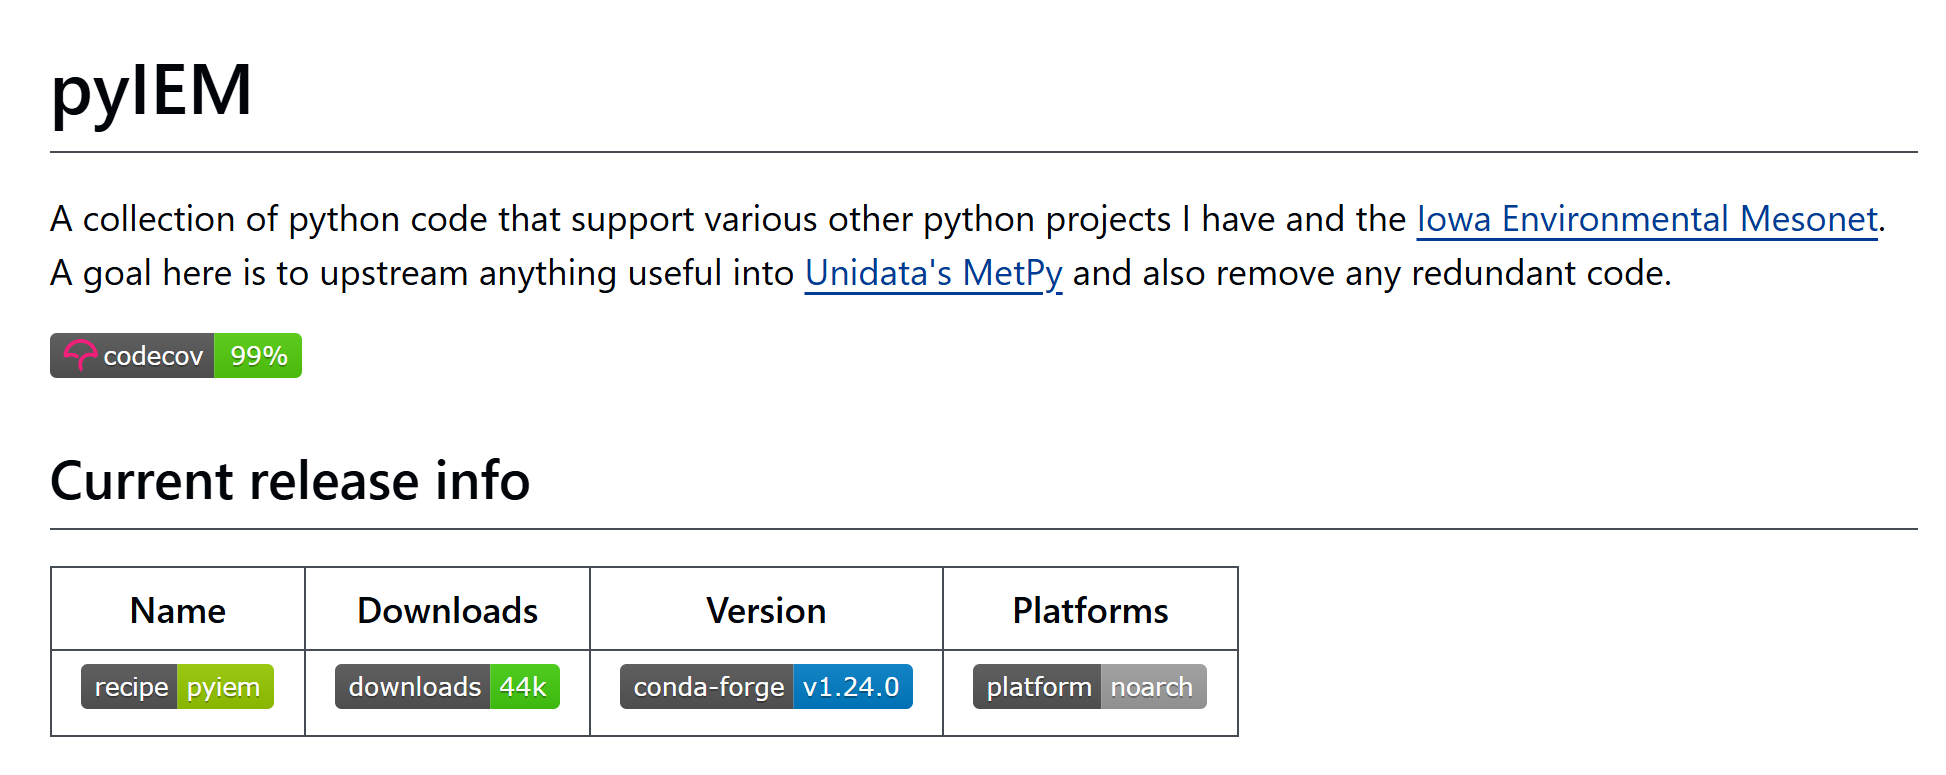 pyIEM
A collection of python code that support various other python projects I have and the Iowa Environmental Mesonet.
A goal here is to upstream anything useful into Unidata's MetPy and also remove any redundant code.
codecov 99%
Current release info
Name Downloads Version Platforms
recipe pyiem downloads 44k conda-forge v1.24.0 platform noarch